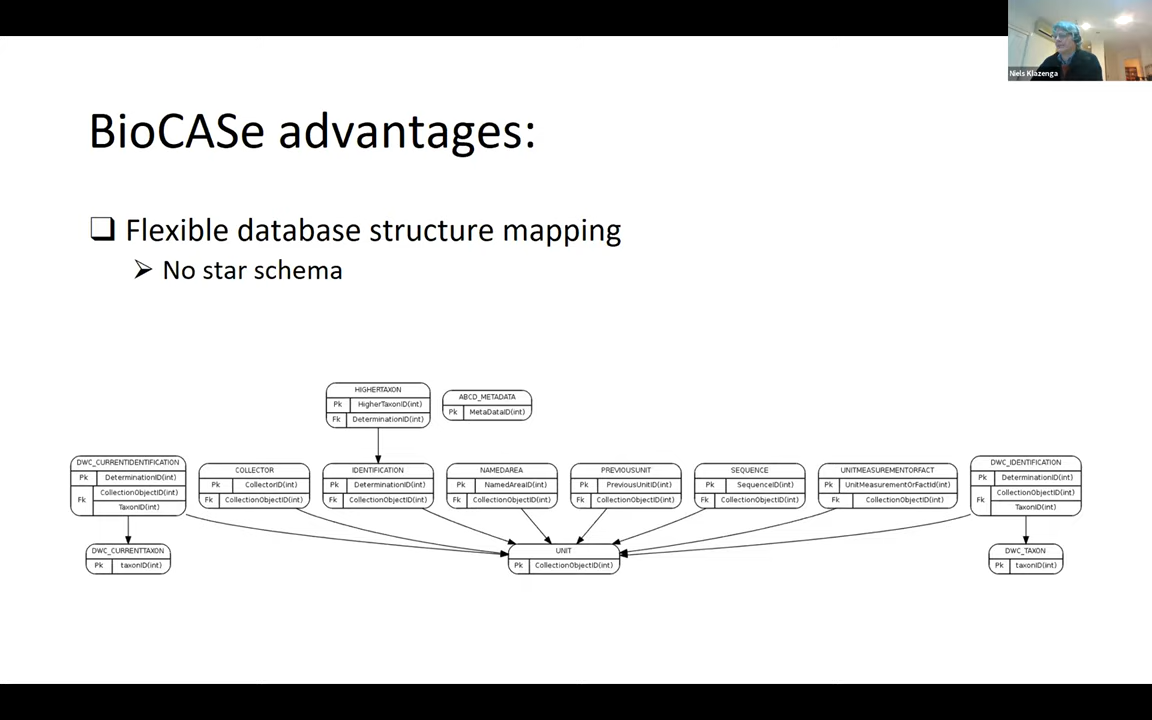 Niels Klazenga
BioCASe advantages:
Flexible database structure mapping
No star schema
HIGHERTAXON
Pk HigherTaxonID(int)
Fk DeterminationID(int)
ABCD_METADATA
Pk MetaDataID(int)
DWC_CURRENTIDENTIFICATION
Pk DeterminationID(int)
Fk CollectionObjectID(int)
TaxonID(int)
COLLECTOR
Pk CollectorID(int)
Fk CollectionObjectID(int)
IDENTIFICATION
Pk DeterminationID(int)
Fk CollectionObjectID(int)
NAMEDAREA
Pk NamedAreaID(int)
Fk CollectionObjectID(int)
PREVIOUSUNIT
Pk PreviousUnitID(int)
Fk CollectionObjectID(int)
SEQUENCE
Pk SequenceID(int)
Fk CollectionObjectID(int)
UNITMEASUREMENTORFACT
Pk UnitMeasurementOrFactId(int)
Fk CollectionObjectID(int)
DWC_IDENTIFICATION
Pk DeterminationID(int)
Fk CollectionObjectID(int)
TaxonID(int)
DWC_CURRENTTAXON
Pk taxonID(int)
UNIT
Pk CollectionObjectID(int)
DWC_TAXON
Pk taxonID(int)